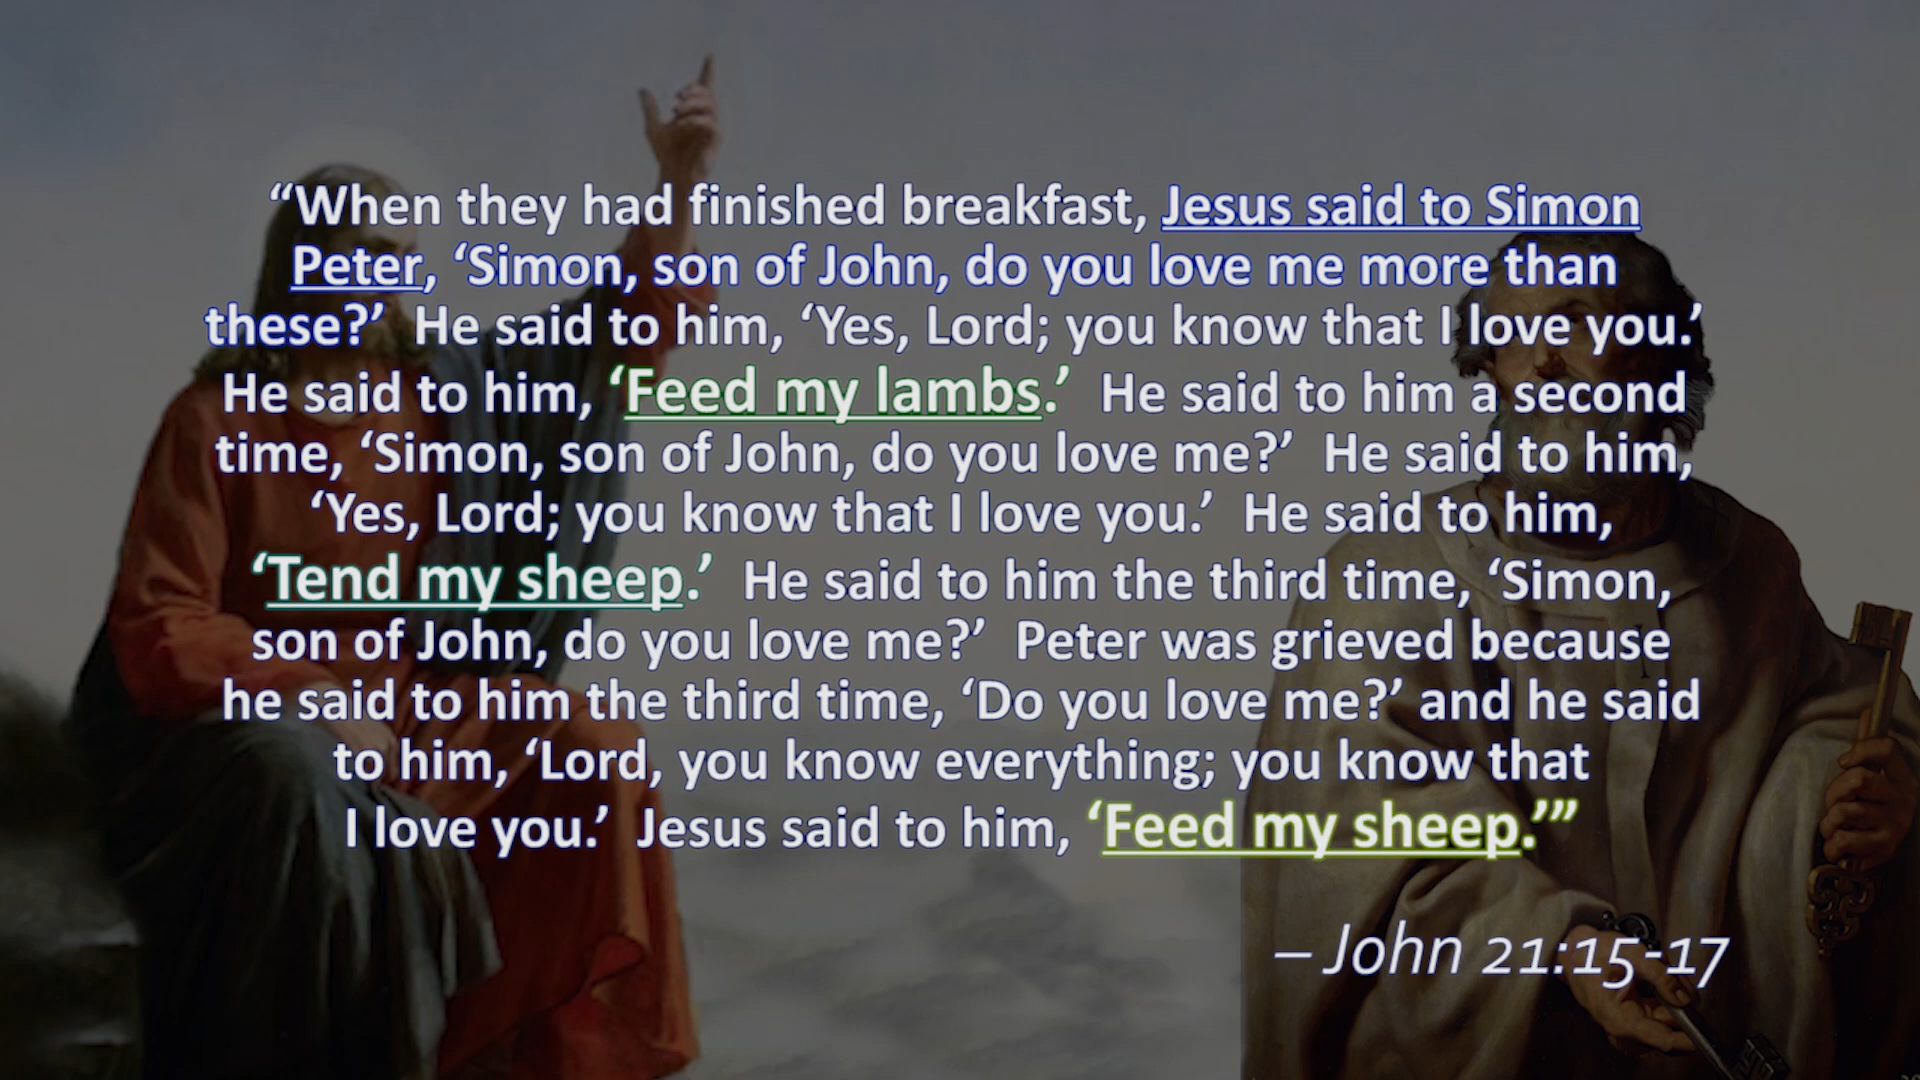 “When they had finished breakfast, Jesus said to Simon
Peter, ‘Simon, son of John, do you love me more than
these?’ He said to him, ‘Yes, Lord; you know that I love you.’
He said to him, ‘Feed my lambs.’ He said to him a second
time, ‘Simon, son of John, do you love me?’ He said to him,
‘Yes, Lord; you know that I love you.’ He said to him,
‘Tend my sheep.’ He said to him the third time, ‘Simon,
son of John, do you love me?’ Peter was grieved because
he said to him the third time, ‘Do you love me?’ and he said
to him, ‘Lord, you know everything; you know that
I love you.’ Jesus said to him, ‘Feed my sheep.’”
– John 21:15-17